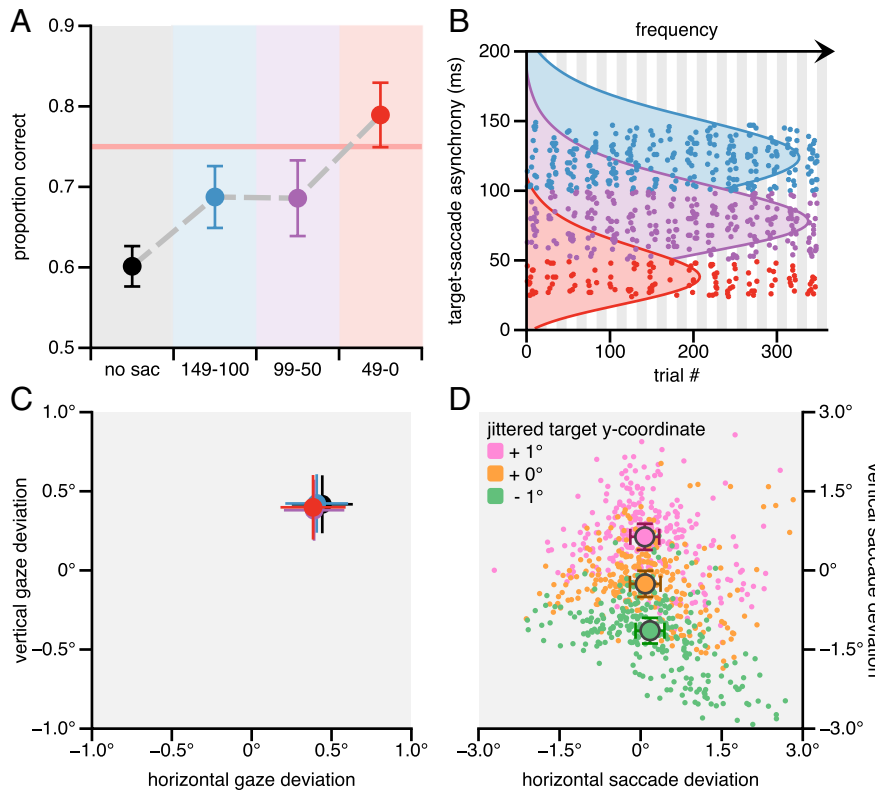 A
proportion correct
0.9
0.8
0.7
0.6
0.5
no sac
149-100
99-50
49-0
B
frequency
target-saccade asynchrony (ms)
200
150
100
50
0
0
100
200
300
trial #
C
vertical gaze deviation
1.0°
0.5°
0°
−0.5°
−1.0°
−1.0°
−0.5°
0°
0.5°
1.0°
horizontal gaze deviation
D
jittered target y-coordinate
+ 1°
+ 0°
- 1°
3.0°
1.5°
0°
−1.5°
−3.0°
vertical saccade deviation
−3.0°
−1.5°
0°
1.5°
3.0°
horizontal saccade deviation